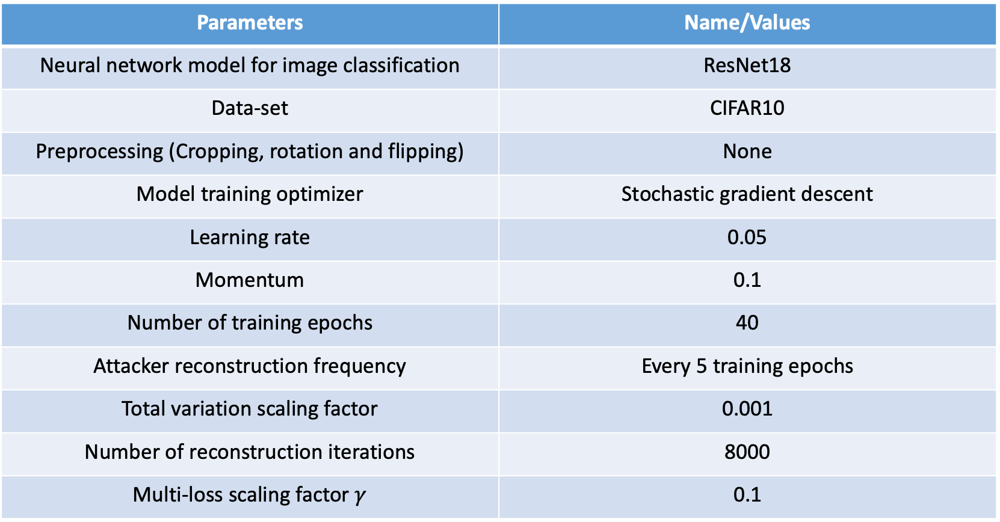 Parameters Name/Values
Neural network model for image classification ResNet18
Data-set CIFAR10
Preprocessing (Cropping, rotation and flipping) None
Model training optimizer Stochastic gradient descent
Learning rate 0.05
Momentum 0.1
Number of training epochs 40
Attacker reconstruction frequency Every 5 training epochs
Total variation scaling factor 0.001
Number of reconstruction iterations 8000
Multi-loss scaling factor γ 0.1